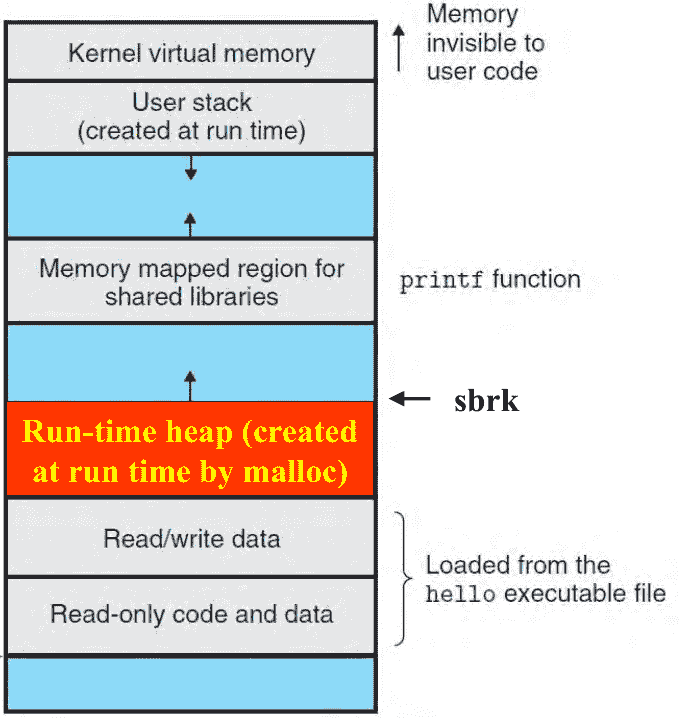 Memory
invisible to
user code
Kernel virtual memory
User stack
(created at run time)
Memory mapped region for
shared libraries
printf function
sbrk
Run-time heap (created
at run time by malloc)
Read/write data
Read-only code and data
Loaded from the
hello executable file